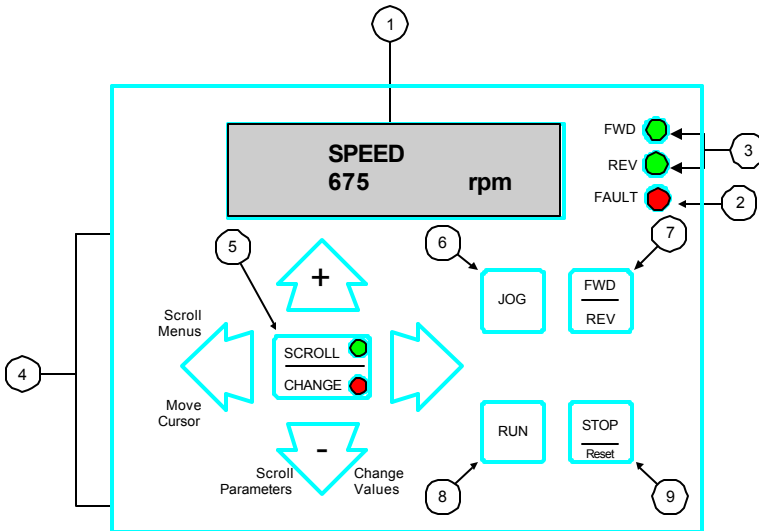 1
SPEED
675 rpm
FWD
REV
FAULT
3
2
5
6
7
+
JOG
FWD
REV
Scroll
Menus
SCROLL
CHANGE
4
Move
Cursor
-
Scroll
Parameters
Change
Values
RUN
STOP
Reset
8
9